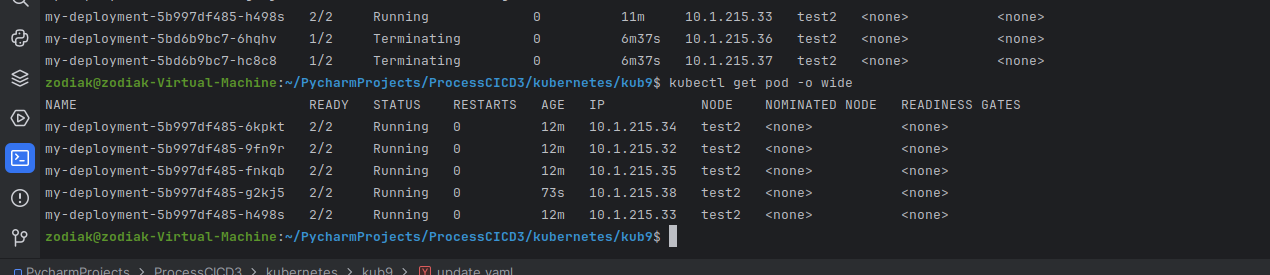 my-deployment-5b997df485-h498s   2/2     Running             0          11m     10.1.215.33   test2   <none>           <none>
my-deployment-5bd6b9bc7-6hqhv    1/2     Terminating         0          6m37s   10.1.215.36   test2   <none>           <none>
my-deployment-5bd6b9bc7-hc8c8    1/2     Terminating         0          6m37s   10.1.215.37   test2   <none>           <none>
zodiak@zodiak-Virtual-Machine:~/PycharmProjects/ProcessCICD3/kubernetes/kub9$ kubectl get pod -o wide
NAME                             READY   STATUS    RESTARTS   AGE   IP            NODE    NOMINATED NODE   READINESS GATES
my-deployment-5b997df485-6kpkt   2/2     Running   0          12m   10.1.215.34   test2   <none>           <none>
my-deployment-5b997df485-9fn9r   2/2     Running   0          12m   10.1.215.32   test2   <none>           <none>
my-deployment-5b997df485-fnkqb   2/2     Running   0          12m   10.1.215.35   test2   <none>           <none>
my-deployment-5b997df485-g2kj5   2/2     Running   0          73s   10.1.215.38   test2   <none>           <none>
my-deployment-5b997df485-h498s   2/2     Running   0          12m   10.1.215.33   test2   <none>           <none>
zodiak@zodiak-Virtual-Machine:~/PycharmProjects/ProcessCICD3/kubernetes/kub9$
PycharmProjects > ProcessCICD3 > kubernetes > kub9 > update.yaml